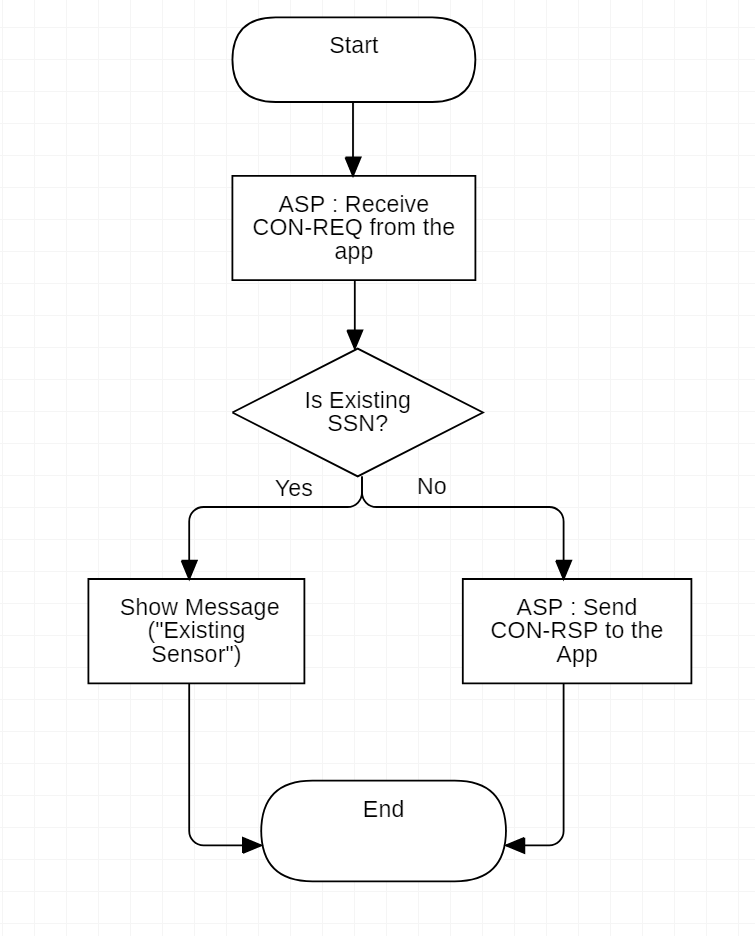 Start
ASP : Receive
CON-REQ from the
app
Is Existing
SSN?
Yes
No
Show Message
("Existing
Sensor")
ASP : Send
CON-RSP to the
App
End